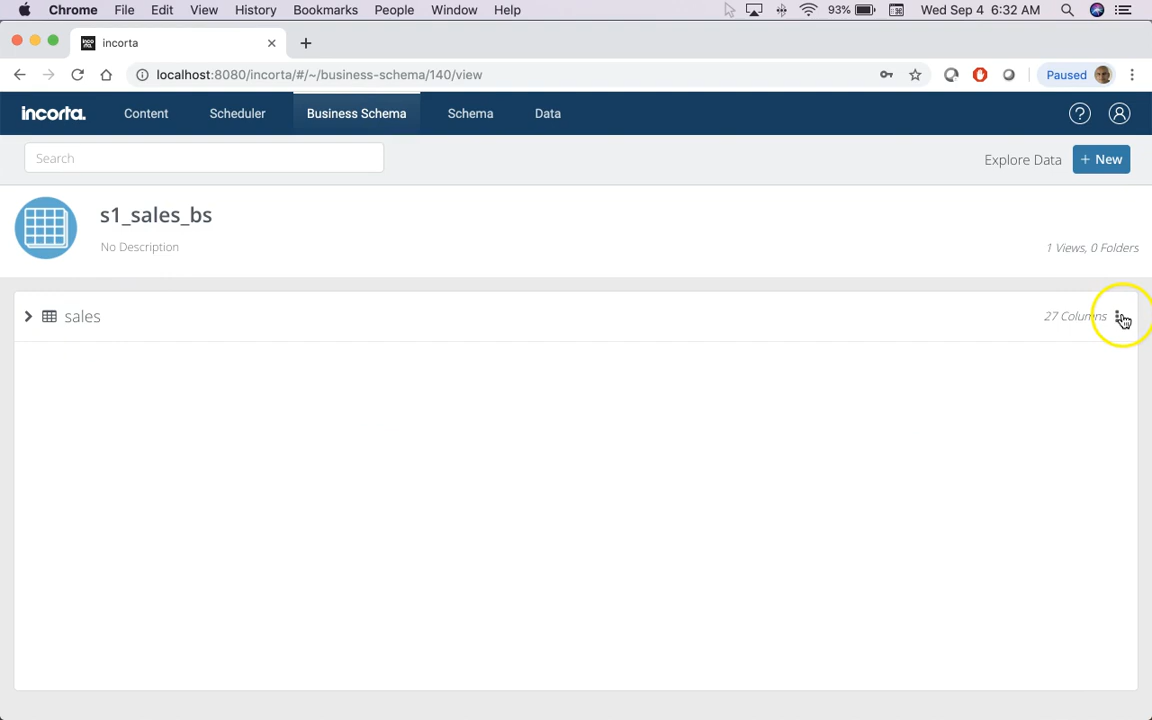 Chrome File Edit View History Bookmarks People Window Help 93% Wed Sep 4 6:32 AM
incorta
localhost:8080/incorta/#/~/business-schema/140/view Paused
incorta. Content Scheduler Business Schema Schema Data
Search Explore Data + New
s1_sales_bs
No Description 1 Views, 0 Folders
sales 27 Columns